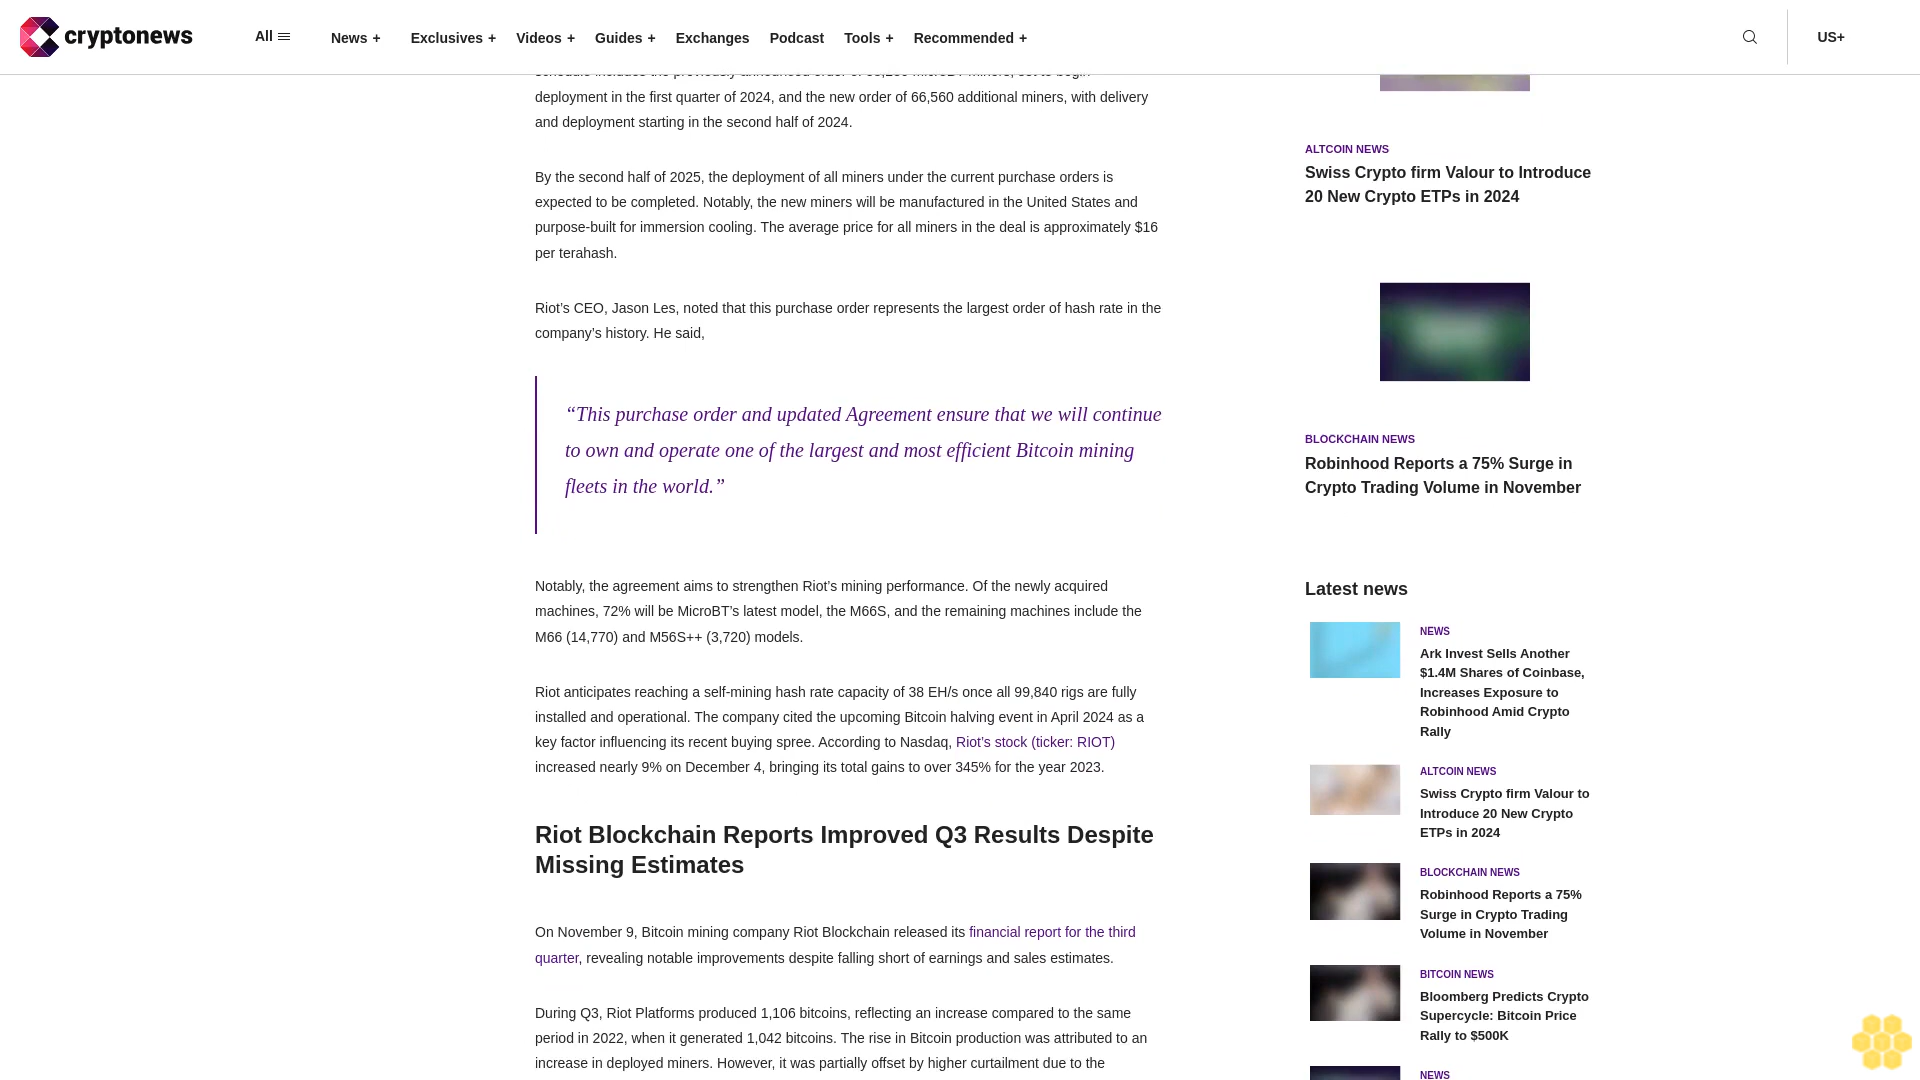 cryptonews
All
News +
Exclusives +
Videos +
Guides +
Exchanges
Podcast
Tools +
Recommended +
US+
deployment in the first quarter of 2024, and the new order of 66,560 additional miners, with delivery
and deployment starting in the second half of 2024.
By the second half of 2025, the deployment of all miners under the current purchase orders is
expected to be completed. Notably, the new miners will be manufactured in the United States and
purpose-built for immersion cooling. The average price for all miners in the deal is approximately $16
per terahash.
Riot’s CEO, Jason Les, noted that this purchase order represents the largest order of hash rate in the
company’s history. He said,
“This purchase order and updated Agreement ensure that we will continue
to own and operate one of the largest and most efficient Bitcoin mining
fleets in the world.”
Notably, the agreement aims to strengthen Riot’s mining performance. Of the newly acquired
machines, 72% will be MicroBT’s latest model, the M66S, and the remaining machines include the
M66 (14,770) and M56S++ (3,720) models.
Riot anticipates reaching a self-mining hash rate capacity of 38 EH/s once all 99,840 rigs are fully
installed and operational. The company cited the upcoming Bitcoin halving event in April 2024 as a
key factor influencing its recent buying spree. According to Nasdaq, Riot’s stock (ticker: RIOT)
increased nearly 9% on December 4, bringing its total gains to over 345% for the year 2023.
Riot Blockchain Reports Improved Q3 Results Despite
Missing Estimates
On November 9, Bitcoin mining company Riot Blockchain released its financial report for the third
quarter, revealing notable improvements despite falling short of earnings and sales estimates.
During Q3, Riot Platforms produced 1,106 bitcoins, reflecting an increase compared to the same
period in 2022, when it generated 1,042 bitcoins. The rise in Bitcoin production was attributed to an
increase in deployed miners. However, it was partially offset by higher curtailment due to the
ALTCOIN NEWS
Swiss Crypto firm Valour to Introduce
20 New Crypto ETPs in 2024
BLOCKCHAIN NEWS
Robinhood Reports a 75% Surge in
Crypto Trading Volume in November
Latest news
NEWS
Ark Invest Sells Another
$1.4M Shares of Coinbase,
Increases Exposure to
Robinhood Amid Crypto
Rally
ALTCOIN NEWS
Swiss Crypto firm Valour to
Introduce 20 New Crypto
ETPs in 2024
BLOCKCHAIN NEWS
Robinhood Reports a 75%
Surge in Crypto Trading
Volume in November
BITCOIN NEWS
Bloomberg Predicts Crypto
Supercycle: Bitcoin Price
Rally to $500K
NEWS